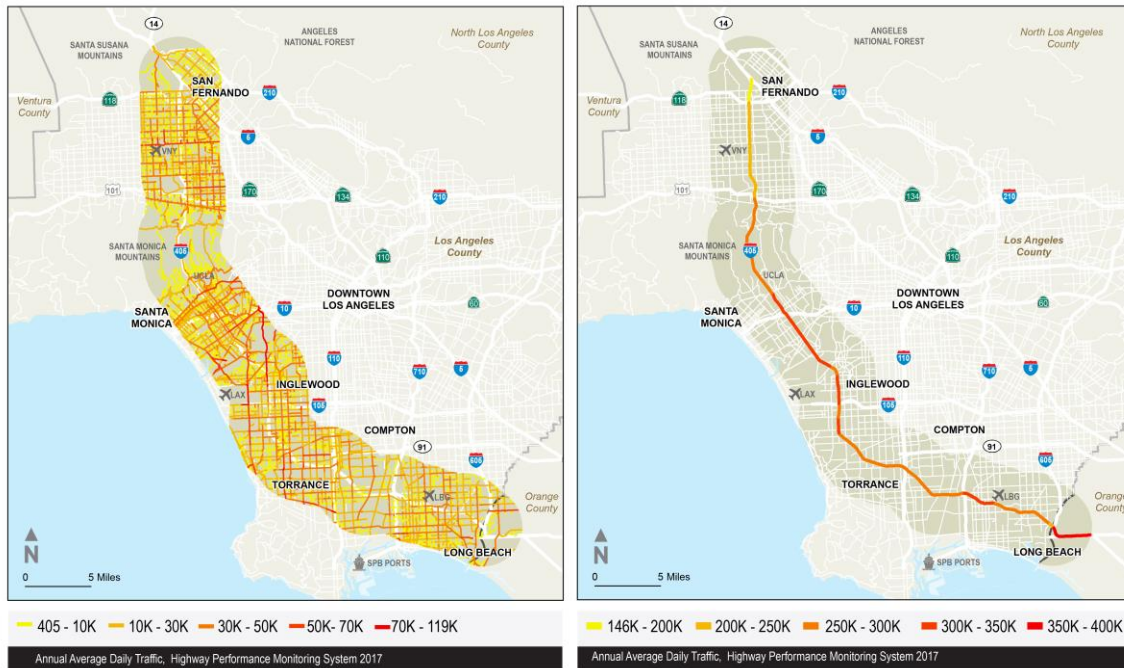 14
SANTA SUSANA
MOUNTAINS
ANGELES
NATIONAL FOREST
North Los Angeles
County
SAN
FERNANDO
Ventura
County
118
210
5
VNY
101
170
134
210
SANTA MONICA
MOUNTAINS
405
Los Angeles
County
110
UCLA
60
DOWNTOWN
LOS ANGELES
SANTA
MONICA
10
110
710
5
INGLEWOOD
LAX
105
COMPTON
91
605
TORRANCE
LBG
Orange
County
N
LONG BEACH
SPB PORTS
0
5 Miles
405 - 10K
10K - 30K
30K - 50K
50K - 70K
70K - 119K
Annual Average Daily Traffic, Highway Performance Monitoring System 2017
14
SANTA SUSANA
MOUNTAINS
ANGELES
NATIONAL FOREST
North Los Angeles
County
SAN
FERNANDO
Ventura
County
118
210
5
VNY
101
170
134
210
SANTA MONICA
MOUNTAINS
405
Los Angeles
County
110
UCLA
60
DOWNTOWN
LOS ANGELES
SANTA
MONICA
10
110
710
5
INGLEWOOD
LAX
105
COMPTON
91
605
TORRANCE
LBG
Orange
County
N
LONG BEACH
SPB PORTS
0
5 Miles
146K - 200K
200K - 250K
250K - 300K
300K - 350K
350K - 400K
Annual Average Daily Traffic, Highway Performance Monitoring System 2017